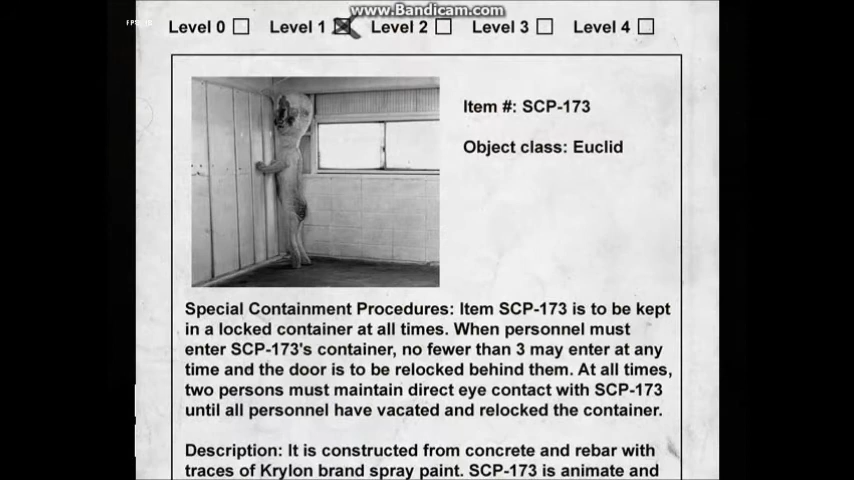 www.Bandicam.com
Level 0 Level 1 Level 2 Level 3 Level 4
Item #: SCP-173
Object class: Euclid
Special Containment Procedures: Item SCP-173 is to be kept
in a locked container at all times. When personnel must
enter SCP-173's container, no fewer than 3 may enter at any
time and the door is to be relocked behind them. At all times,
two persons must maintain direct eye contact with SCP-173
until all personnel have vacated and relocked the container.
Description: It is constructed from concrete and rebar with
traces of Krylon brand spray paint. SCP-173 is animate and